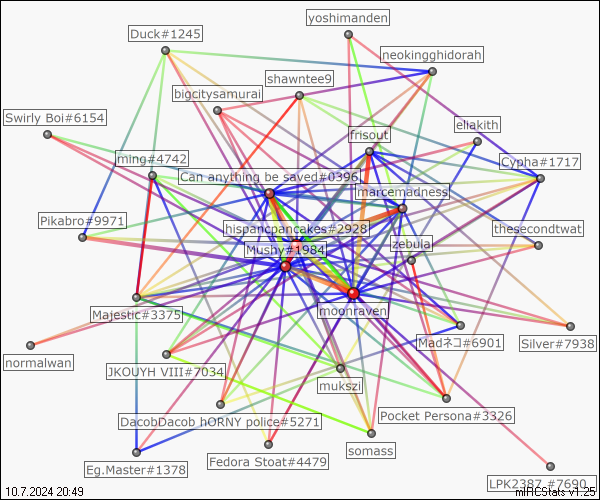 yoshimanden
Duck#1245
neokingghidorah
shawntee9
bigcitysamurai
Swirly Boi#6154
eliakith
frisout
ming#4742
Cypha#1717
Can anything be saved#0396
marcemadness
Pikabro#9971
hispancpancakes#2928
thesecondtwat
Mushy#1984
zebula
Majestic#3375
moonraven
Madネコ#6901
Silver#7938
normalwan
JKOUYH VIII#7034
mukszi
DacobDacob hORNY police#5271
Pocket Persona#3326
somass
Fedora Stoat#4479
Eg.Master#1378
LPK2387_#7690
10.7.2024 20:49
mIRCStats v1.25